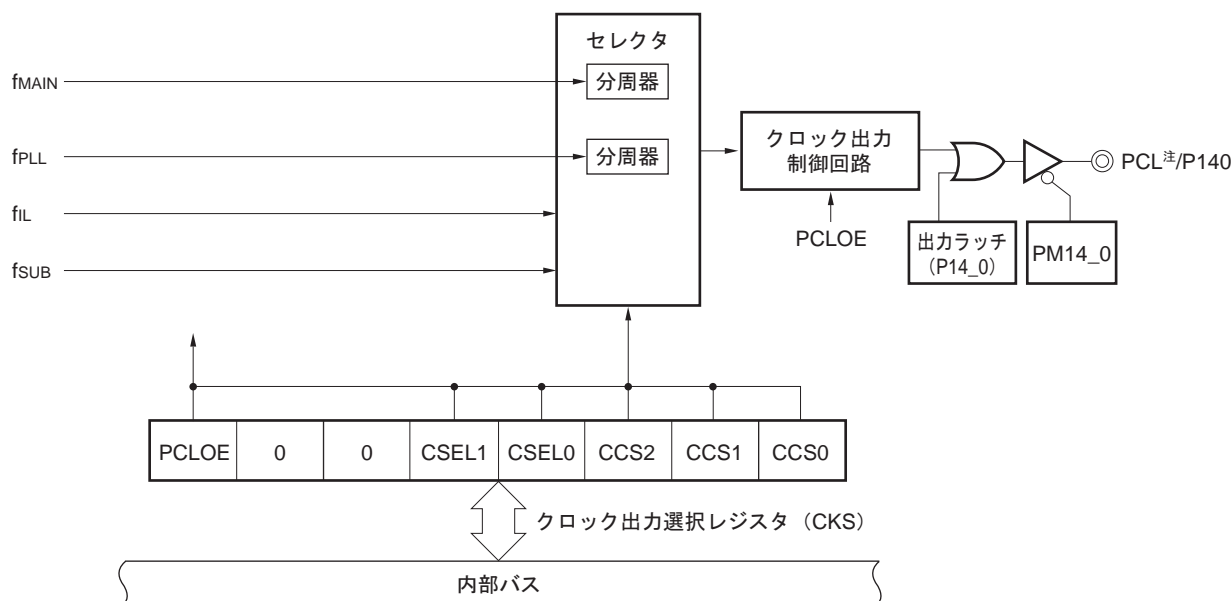 セレクタ
fMAIN
分周器
fPLL
分周器
fIL
fSUB
クロック出力
制御回路
PCL注/P140
PCLOE
出力ラッチ
（P14_0）
PM14_0
PCLOE
0
0
CSEL1
CSEL0
CCS2
CCS1
CCS0
クロック出力選択レジスタ（CKS）
内部バス